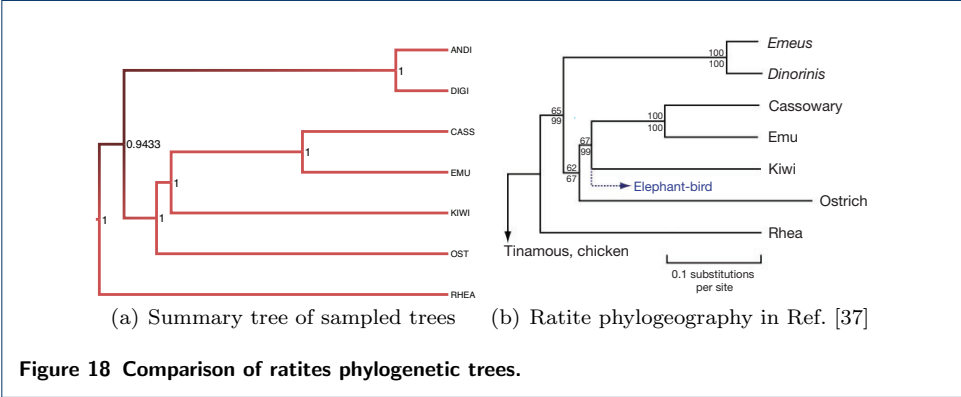 ANDI
1
DIGI
CASS
0.9433
1
EMU
1
KIWI
1
1
OST
RHEA
(a) Summary tree of sampled trees
Emeus
100
100
Dinorinis
Cassowary
65
99
100
100
Emu
67
99
Kiwi
62
67
Elephant-bird
Ostrich
Rhea
Tinamous, chicken
0.1 substitutions
per site
(b) Ratite phylogeography in Ref. [37]
Figure 18 Comparison of ratites phylogenetic trees.